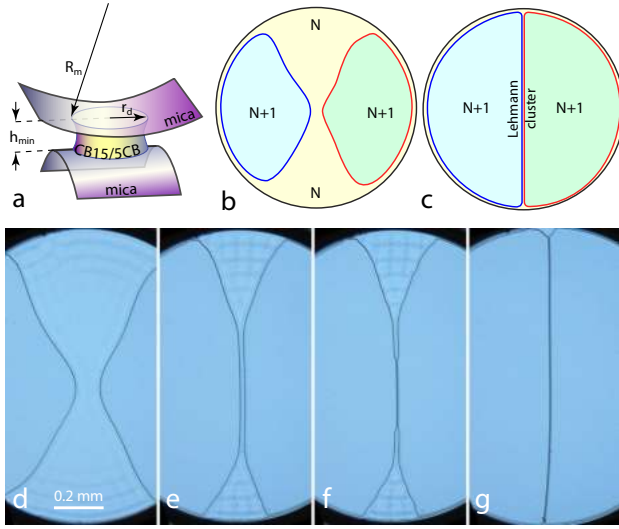 R_m
r_d
h_min
mica
CB15/5CB
mica
a
N
N+1
N+1
N
b
N+1
Lehmann
cluster
N+1
c
d
0.2 mm
e
f
g